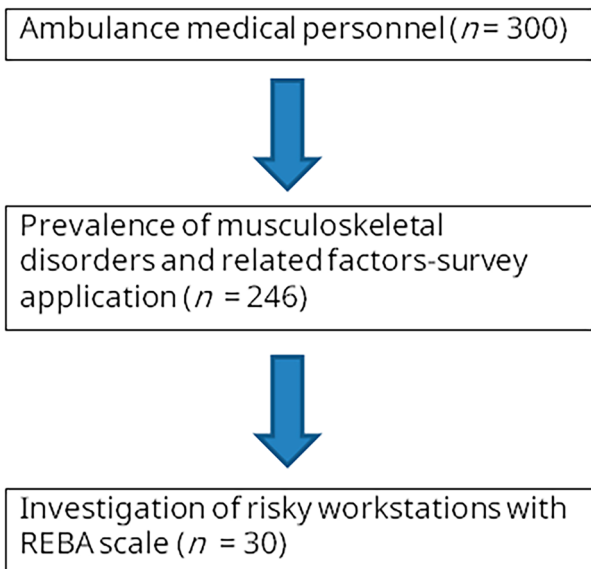 Ambulance medical personnel (n = 300)
Prevalence of musculoskeletal
disorders and related factors-survey
application (n = 246)
Investigation of risky workstations with
REBA scale (n = 30)